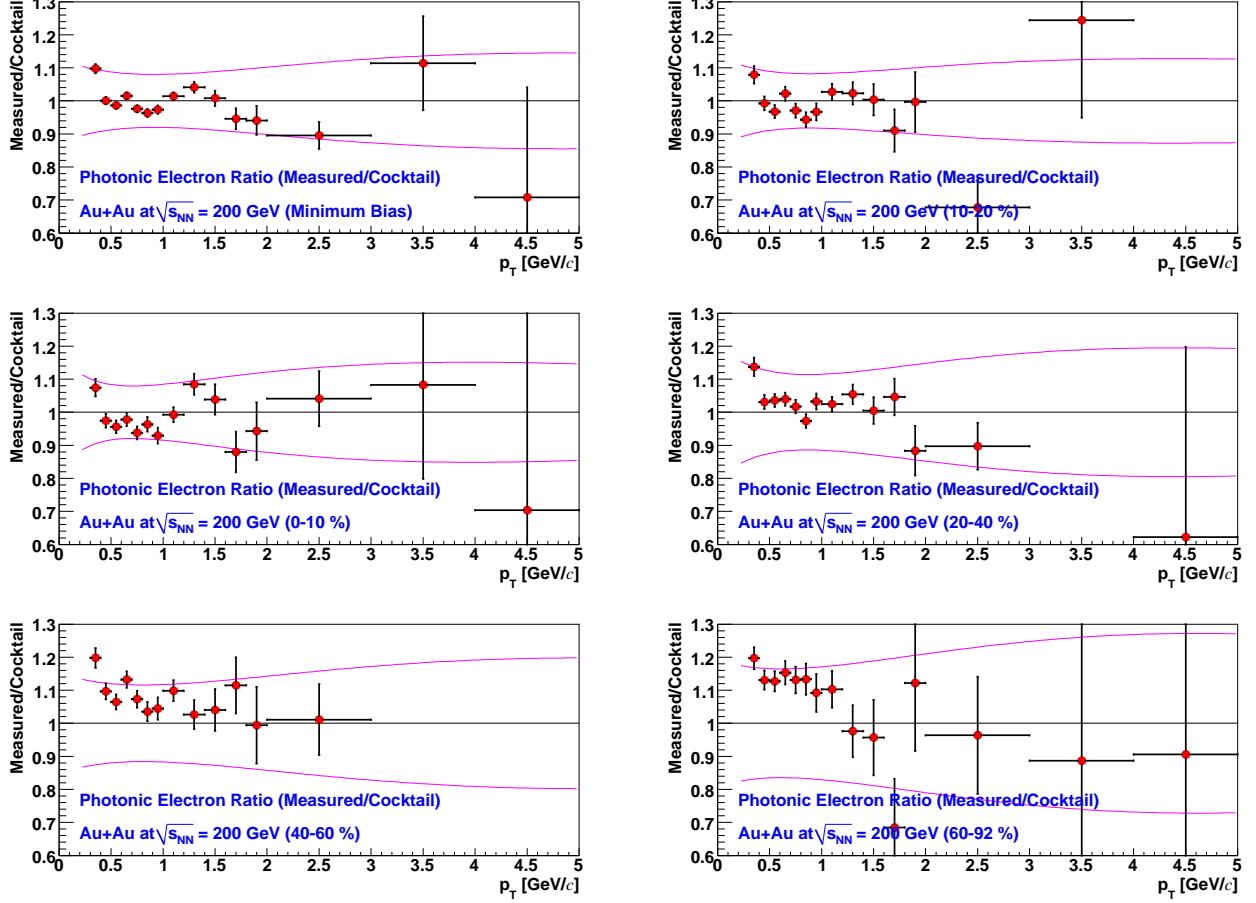 Measured/Cocktail
1.3
1.2
1.1
1
0.9
0.8
0.7
0.6
Photonic Electron Ratio (Measured/Cocktail)
Au+Au at √s_NN = 200 GeV (Minimum Bias)
0 0.5 1 1.5 2 2.5 3 3.5 4 4.5 5
p_T [GeV/c]
Measured/Cocktail
1.3
1.2
1.1
1
0.9
0.8
0.7
0.6
Photonic Electron Ratio (Measured/Cocktail)
Au+Au at √s_NN = 200 GeV (10-20 %)
0 0.5 1 1.5 2 2.5 3 3.5 4 4.5 5
p_T [GeV/c]
Measured/Cocktail
1.3
1.2
1.1
1
0.9
0.8
0.7
0.6
Photonic Electron Ratio (Measured/Cocktail)
Au+Au at √s_NN = 200 GeV (0-10 %)
0 0.5 1 1.5 2 2.5 3 3.5 4 4.5 5
p_T [GeV/c]
Measured/Cocktail
1.3
1.2
1.1
1
0.9
0.8
0.7
0.6
Photonic Electron Ratio (Measured/Cocktail)
Au+Au at √s_NN = 200 GeV (20-40 %)
0 0.5 1 1.5 2 2.5 3 3.5 4 4.5 5
p_T [GeV/c]
Measured/Cocktail
1.3
1.2
1.1
1
0.9
0.8
0.7
0.6
Photonic Electron Ratio (Measured/Cocktail)
Au+Au at √s_NN = 200 GeV (40-60 %)
0 0.5 1 1.5 2 2.5 3 3.5 4 4.5 5
p_T [GeV/c]
Measured/Cocktail
1.3
1.2
1.1
1
0.9
0.8
0.7
0.6
Photonic Electron Ratio (Measured/Cocktail)
Au+Au at √s_NN = 200 GeV (60-92 %)
0 0.5 1 1.5 2 2.5 3 3.5 4 4.5 5
p_T [GeV/c]